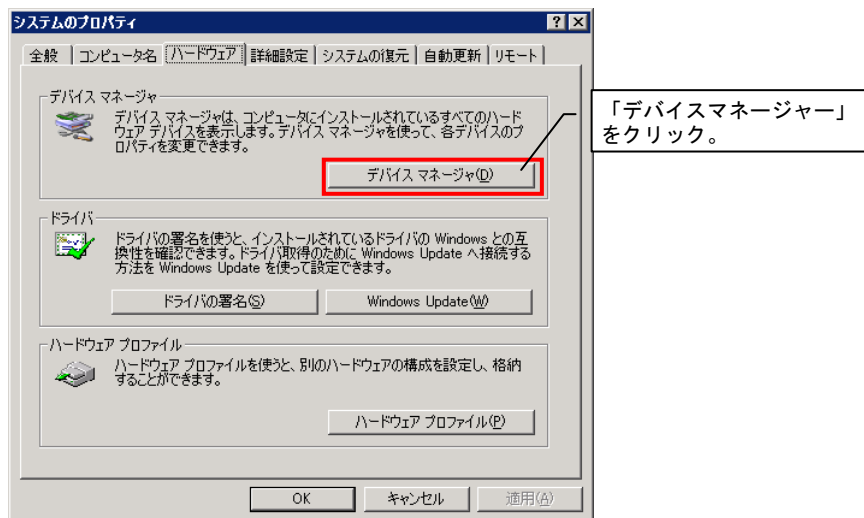 システムのプロパティ
全般
コンピュータ名
ハードウェア
詳細設定
システムの復元
自動更新
リモート
デバイス マネージャ
デバイス マネージャは、コンピュータにインストールされているすべてのハード
ウェア デバイスを表示します。デバイス マネージャを使って、各デバイスのプ
ロパティを変更できます。
デバイス マネージャ(D)
「デバイスマネージャー」
をクリック。
ドライバ
ドライバの署名を使うと、インストールされているドライバの Windows との互
換性を確認できます。ドライバ取得のために Windows Update へ接続する
方法を Windows Update を使って設定できます。
ドライバの署名(S)
Windows Update(W)
ハードウェア プロファイル
ハードウェア プロファイルを使うと、別のハードウェアの構成を設定し、格納
することができます。
ハードウェア プロファイル(P)
OK
キャンセル
適用(A)